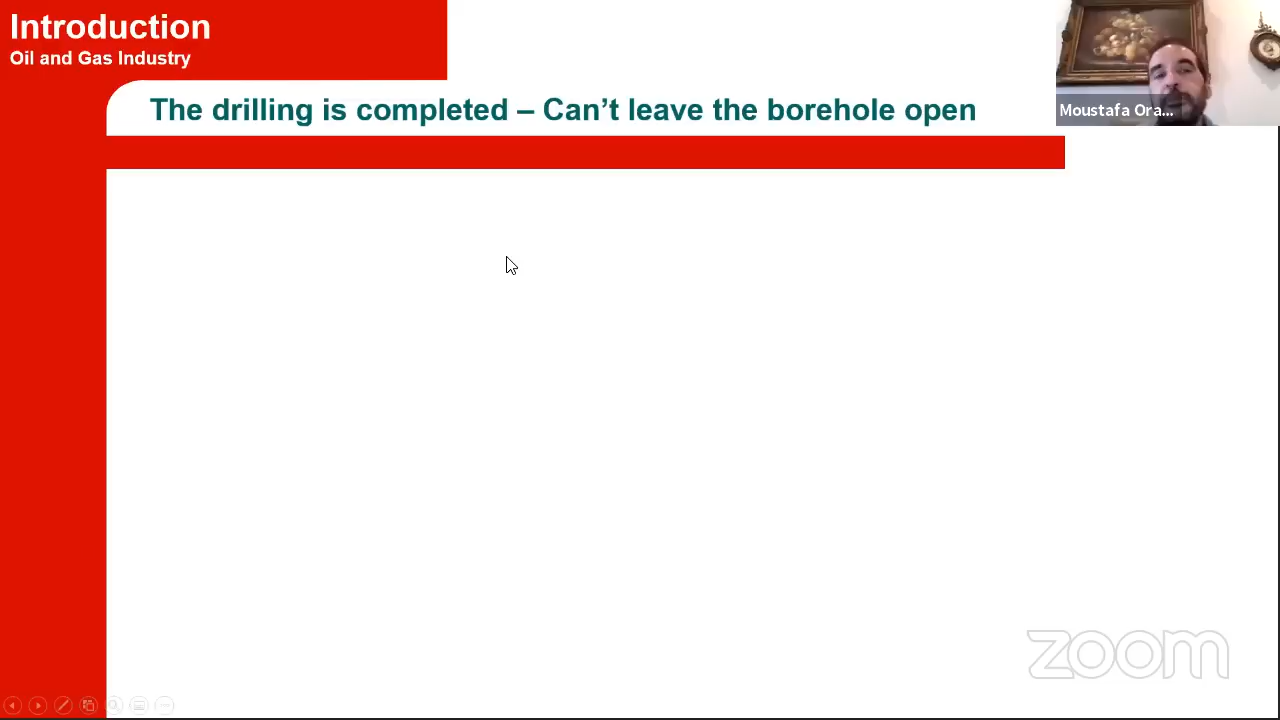 Introduction
Oil and Gas Industry
The drilling is completed – Can't leave the borehole open
Moustafa Ora...
zoom